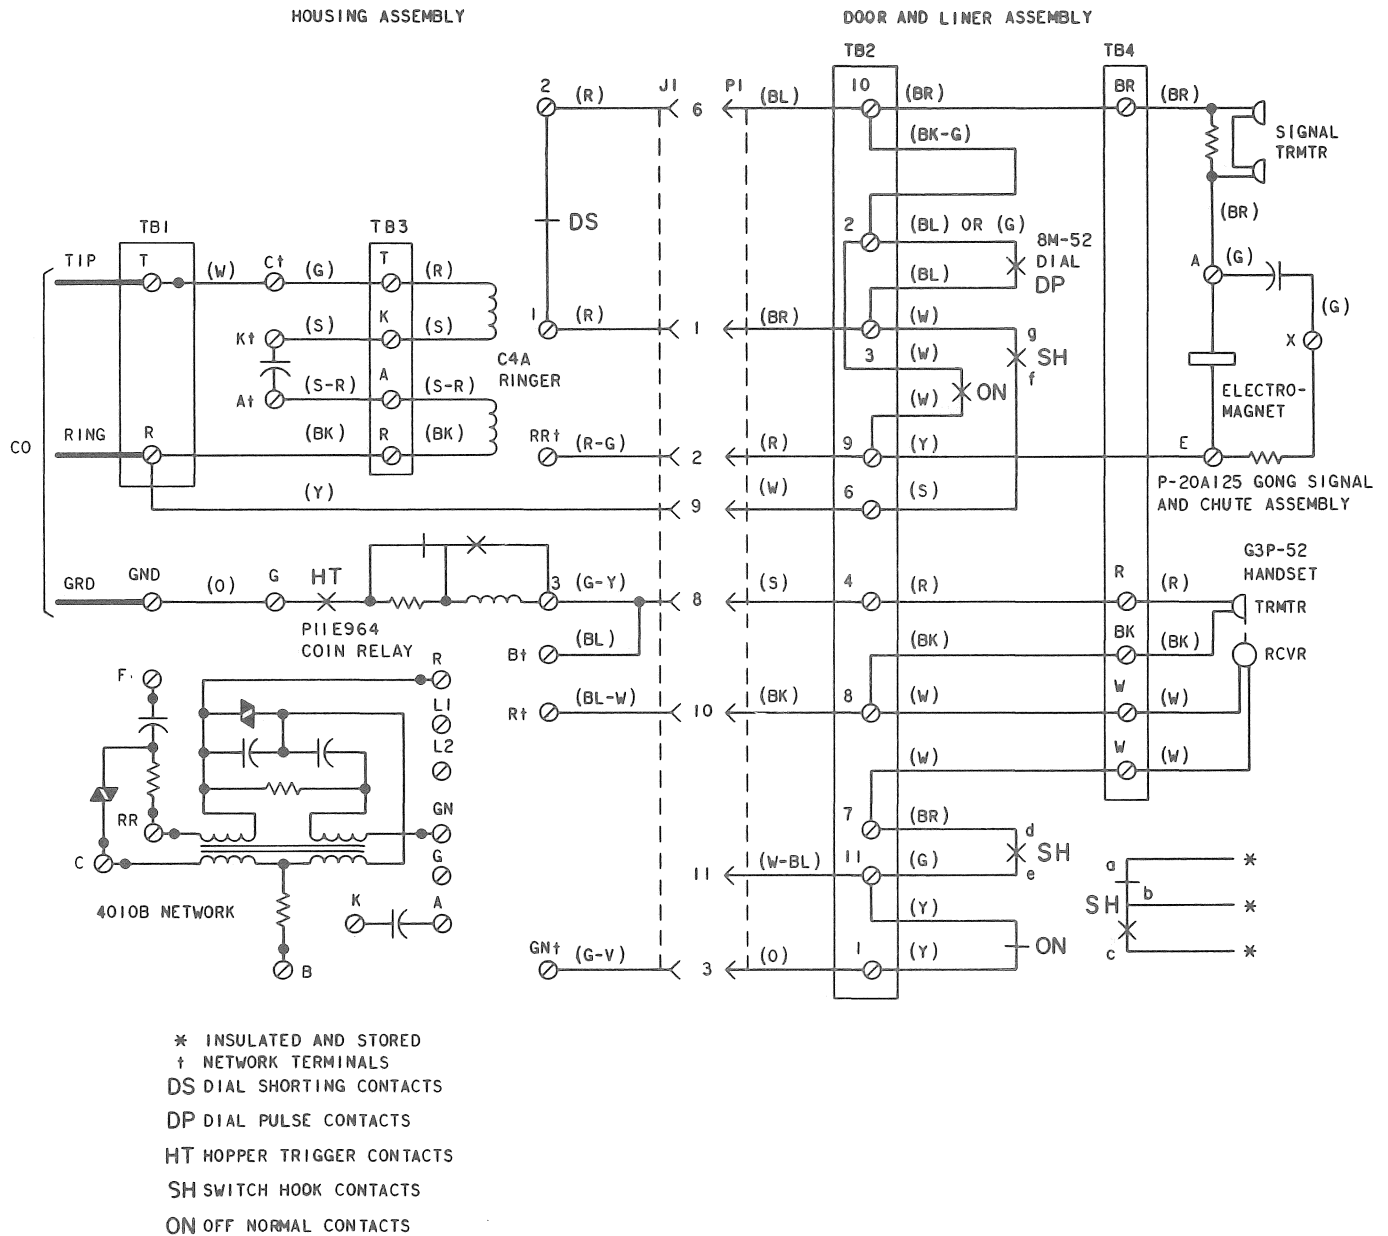 HOUSING ASSEMBLY
DOOR AND LINER ASSEMBLY
TB2
TB4
2 (R) J1 6 P1 (BL) 10 (BR) BR (BR)
(BK-G)
SIGNAL
TRMTR
DS
2 (BL) OR (G)
8M-52
DIAL
DP
(BL)
(BR)
A (G)
(G)
X
TB1
TB3
TIP T (W) C† (G) T (R)
K† (S) K (S)
C4A
RINGER
A† (S-R) A (S-R)
CO
RING R (BK) R (BK)
(Y)
1 (R) 1 (BR) 3 (W)
g
SH
f
(W)
(W)
ON
ELECTRO-
MAGNET
RR† (R-G) 2 (R) 9 (Y) E
9 (W) 6 (S)
P-20A125 GONG SIGNAL
AND CHUTE ASSEMBLY
G3P-52
HANDSET
GRD GND (O) G HT 3 (G-Y) 8 (S) 4 (R) R (R) TRMTR
P11E964
COIN RELAY
B† (BL)
(BK) BK (BK) RCVR
R† (BL-W) 10 (BK) 8 (W) W (W)
(W) W (W)
F
R
L1
L2
RR
GN
C
G
4010B NETWORK
K A
B
7 (BR) d
SH
11 (W-BL) 11 (G) e
(Y)
ON
GN† (G-V) 3 (O) 1 (Y)
a *
SH b *
c *
* INSULATED AND STORED
† NETWORK TERMINALS
DS DIAL SHORTING CONTACTS
DP DIAL PULSE CONTACTS
HT HOPPER TRIGGER CONTACTS
SH SWITCH HOOK CONTACTS
ON OFF NORMAL CONTACTS